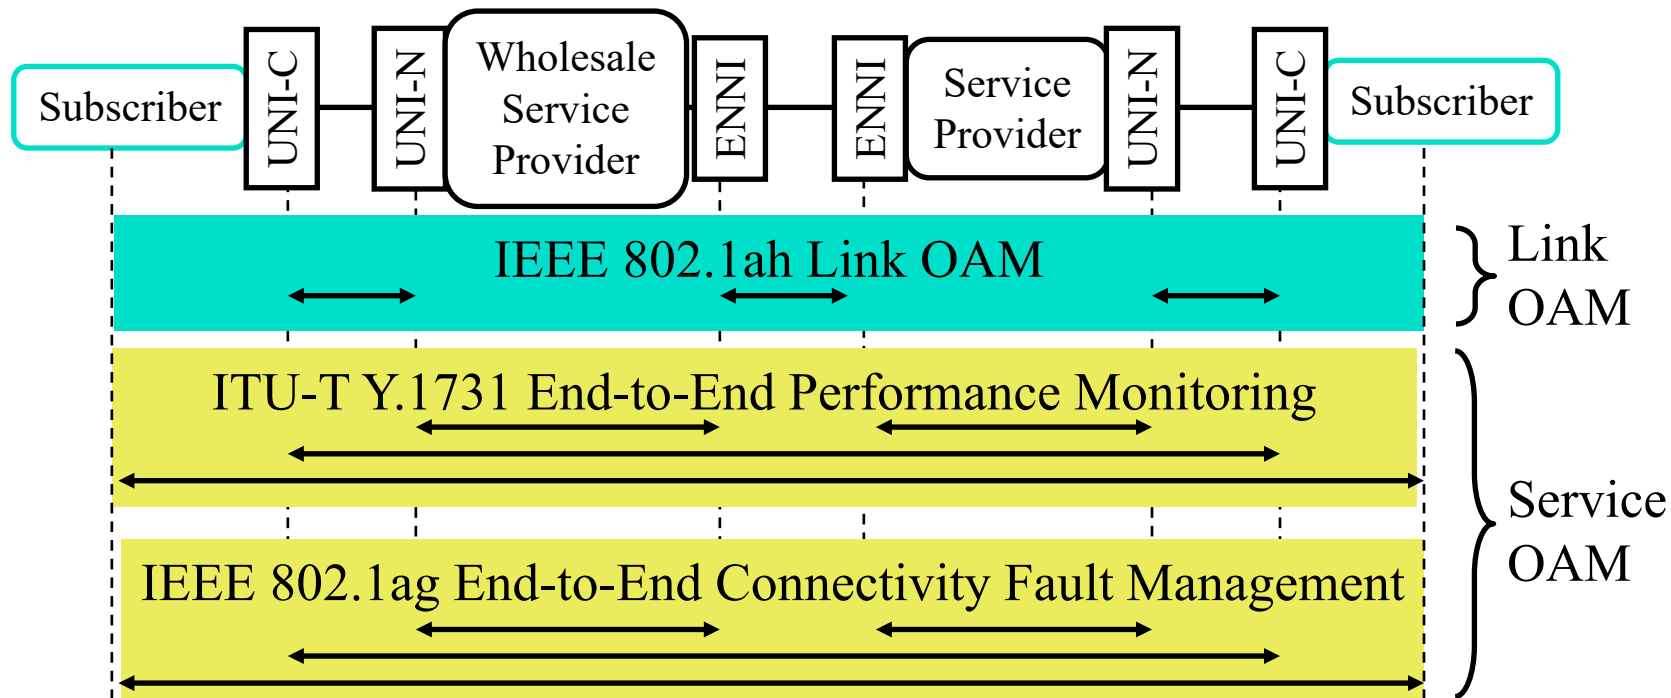 Subscriber
UNI-C
UNI-N
Wholesale
Service
Provider
ENNI
ENNI
Service
Provider
UNI-N
UNI-C
Subscriber
IEEE 802.1ah Link OAM
Link
OAM
ITU-T Y.1731 End-to-End Performance Monitoring
IEEE 802.1ag End-to-End Connectivity Fault Management
Service
OAM